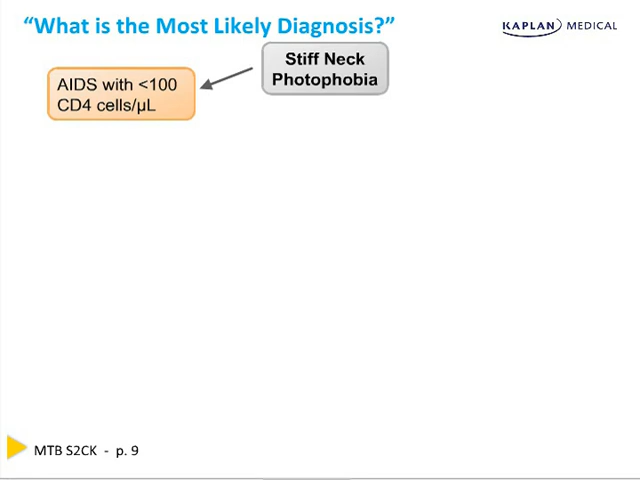 “What is the Most Likely Diagnosis?”
KAPLAN MEDICAL
Stiff Neck
Photophobia
AIDS with <100
CD4 cells/µL
MTB S2CK - p. 9